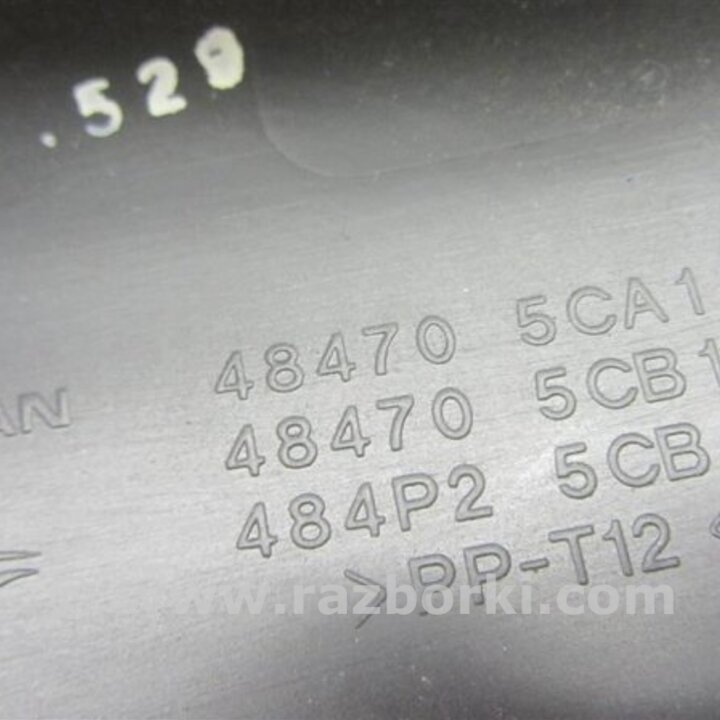 .529
48470 5CA1
48470 5CB1
AN
484P2 5CB
>PP-T12<
www.razborki.com